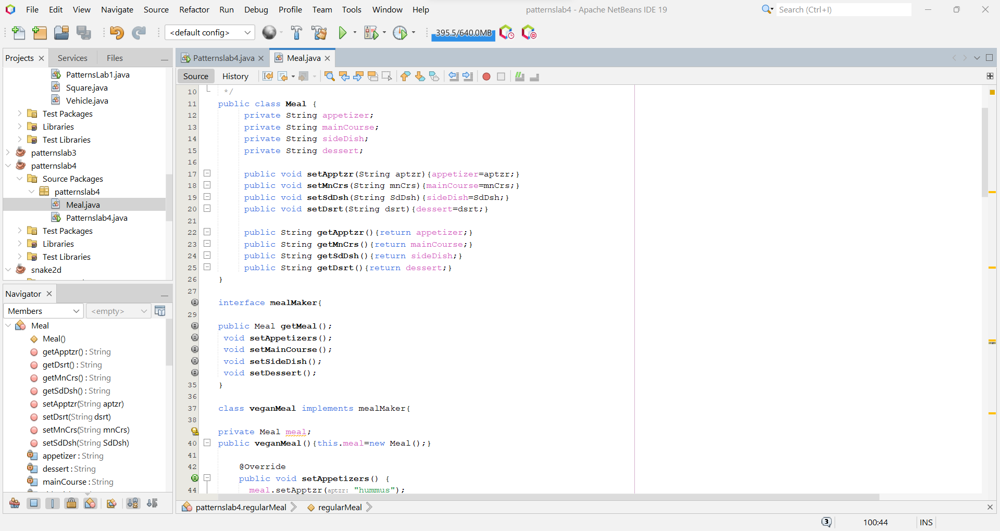 File Edit View Navigate Source Refactor Run Debug Profile Team Tools Window Help patternslab4 - Apache NetBeans IDE 19 Search (Ctrl+I)
<default config> 395.5/640.0MB
Projects Services Files
PatternsLab1.java
Square.java
Vehicle.java
Test Packages
Libraries
Test Libraries
patternslab3
patternslab4
Source Packages
patternslab4
Meal.java
Patternslab4.java
Test Packages
Libraries
Test Libraries
snake2d
Navigator
Members <empty>
Meal
Meal()
getApptzr() : String
getDsrt() : String
getMnCrs() : String
getSdDsh() : String
setApptzr(String aptzr)
setDsrt(String dsrt)
setMnCrs(String mnCrs)
setSdDsh(String SdDsh)
appetizer : String
dessert : String
mainCourse : String
Patternslab4.java Meal.java
Source History
10 */
11 public class Meal {
12 private String appetizer;
13 private String mainCourse;
14 private String sideDish;
15 private String dessert;
16
17 public void setApptzr(String aptzr){appetizer=aptzr;}
18 public void setMnCrs(String mnCrs){mainCourse=mnCrs;}
19 public void setSdDsh(String SdDsh){sideDish=SdDsh;}
20 public void setDsrt(String dsrt){dessert=dsrt;}
21
22 public String getApptzr(){return appetizer;}
23 public String getMnCrs(){return mainCourse;}
24 public String getSdDsh(){return sideDish;}
25 public String getDsrt(){return dessert;}
26 }
27
interface mealMaker{
29
public Meal getMeal();
void setAppetizers();
void setMainCourse();
void setSideDish();
void setDessert();
35 }
36
37 class veganMeal implements mealMaker{
38
private Meal meal;
40 public veganMeal(){this.meal=new Meal();}
41
42 @Override
public void setAppetizers() {
44 meal.setApptzr(aptzr: "hummus");
patternslab4.regularMeal regularMeal
3 100:44 INS